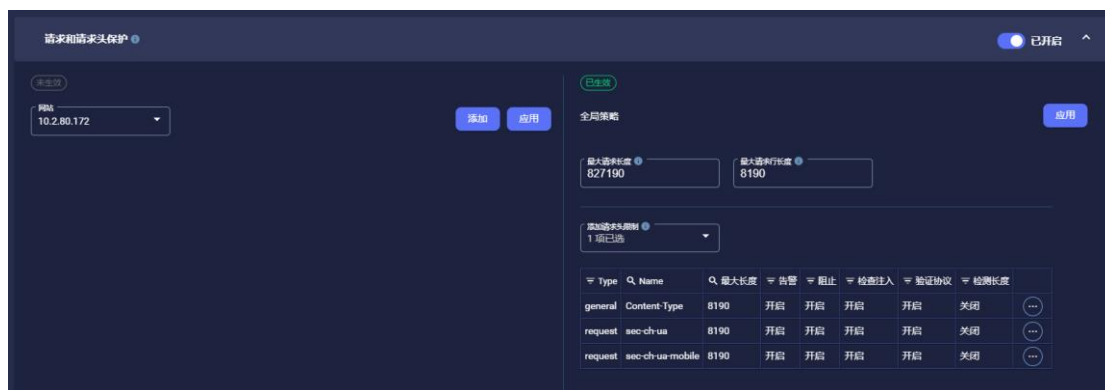 请求和请求头保护
已开启
未生效
网站
10.2.80.172
添加
应用
已生效
全局策略
应用
最大请求长度
827190
最大请求行长度
8190
添加请求头限制
1 项已选
Type Name 最大长度 告警 阻止 检查注入 验证协议 检测长度
general Content-Type 8190 开启 开启 开启 开启 关闭
request sec-ch-ua 8190 开启 开启 开启 开启 关闭
request sec-ch-ua-mobile 8190 开启 开启 开启 开启 关闭